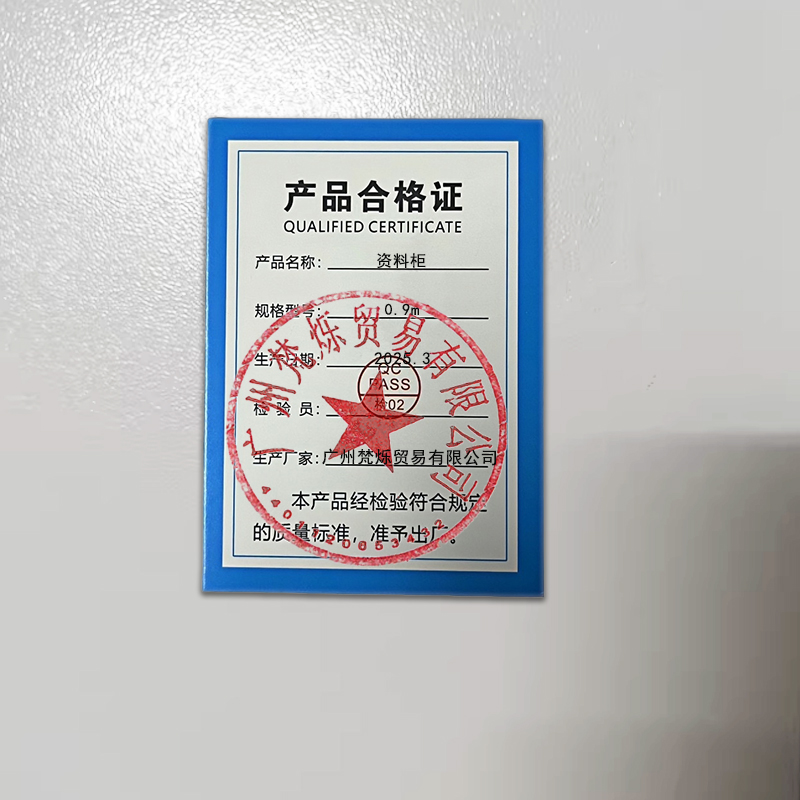 产品合格证
QUALIFIED CERTIFICATE
产品名称： 资料柜
规格型号： 0.9m
生产日期： 2025.3
QC
PASS
检02
检 验 员：
生产厂家：广州梵烁贸易有限公司
本产品经检验符合规定
的质量标准，准予出厂。
广州梵烁贸易有限公司